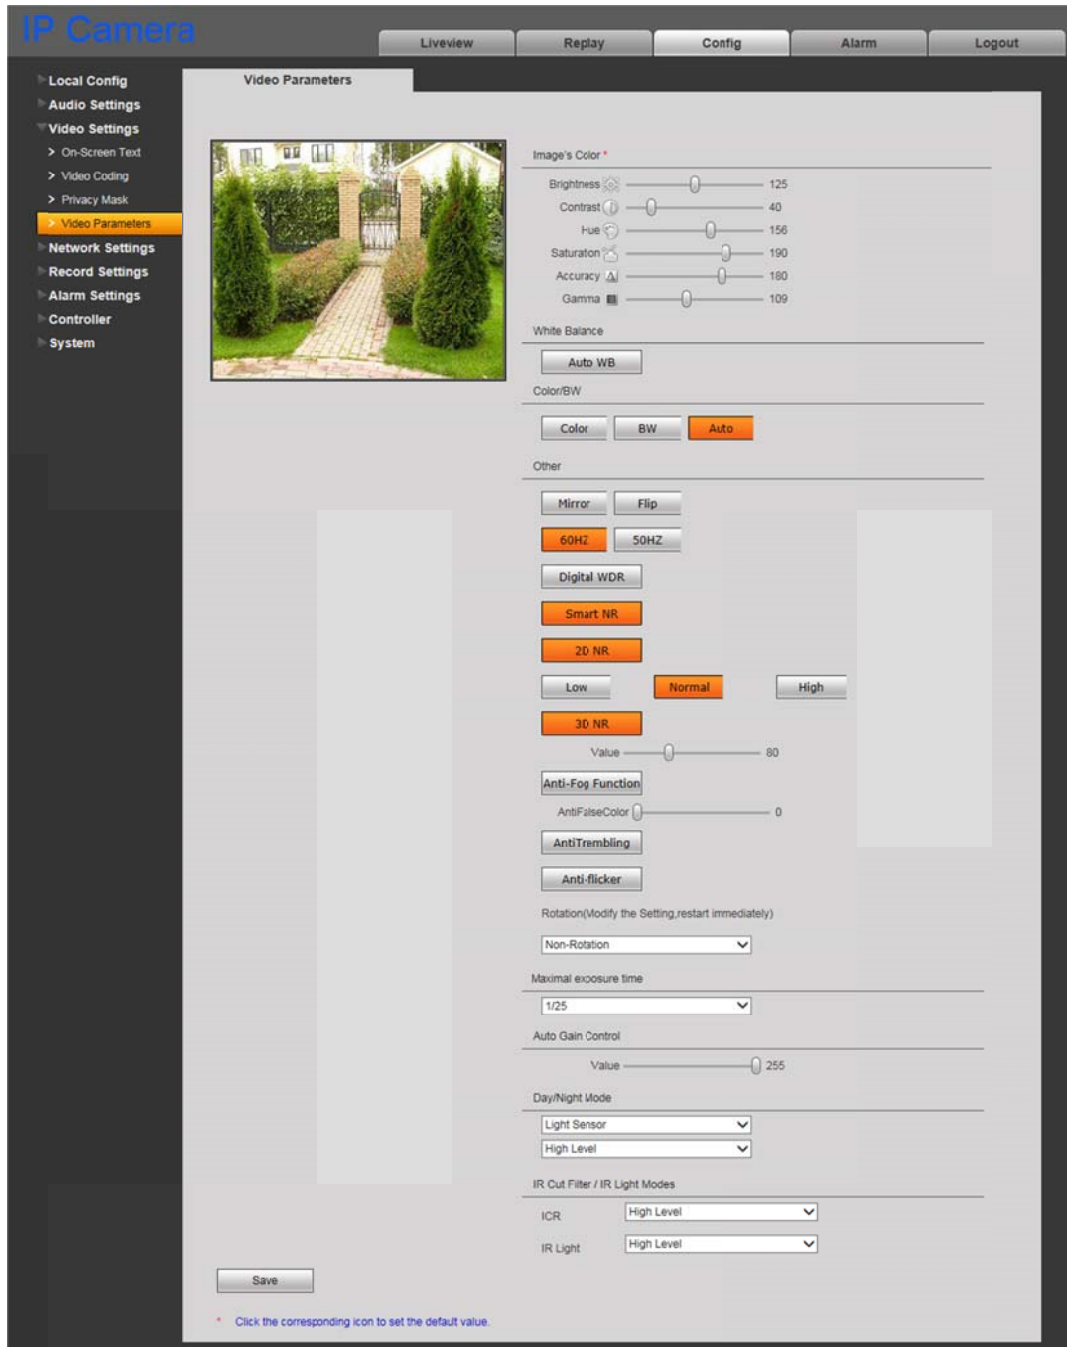 IP Camera
Liveview Replay Config Alarm Logout
Local Config
Audio Settings
Video Settings
> On-Screen Text
> Video Coding
> Privacy Mask
> Video Parameters
Network Settings
Record Settings
Alarm Settings
Controller
System
Video Parameters
Image's Color *
Brightness 125
Contrast 40
Hue 156
Saturaton 190
Accuracy 180
Gamma 109
White Balance
Auto WB
Color/BW
Color BW Auto
Other
Mirror Flip
60HZ 50HZ
Digital WDR
Smart NR
2D NR
Low Normal High
3D NR
Value 80
Anti-Fog Function
AntiFalseColor 0
AntiTrembling
Anti-flicker
Rotation(Modify the Setting,restart immediately)
Non-Rotation
Maximal exposure time
1/25
Auto Gain Control
Value 255
Day/Night Mode
Light Sensor
High Level
IR Cut Filter / IR Light Modes
ICR High Level
IR Light High Level
Save
* Click the corresponding icon to set the default value.